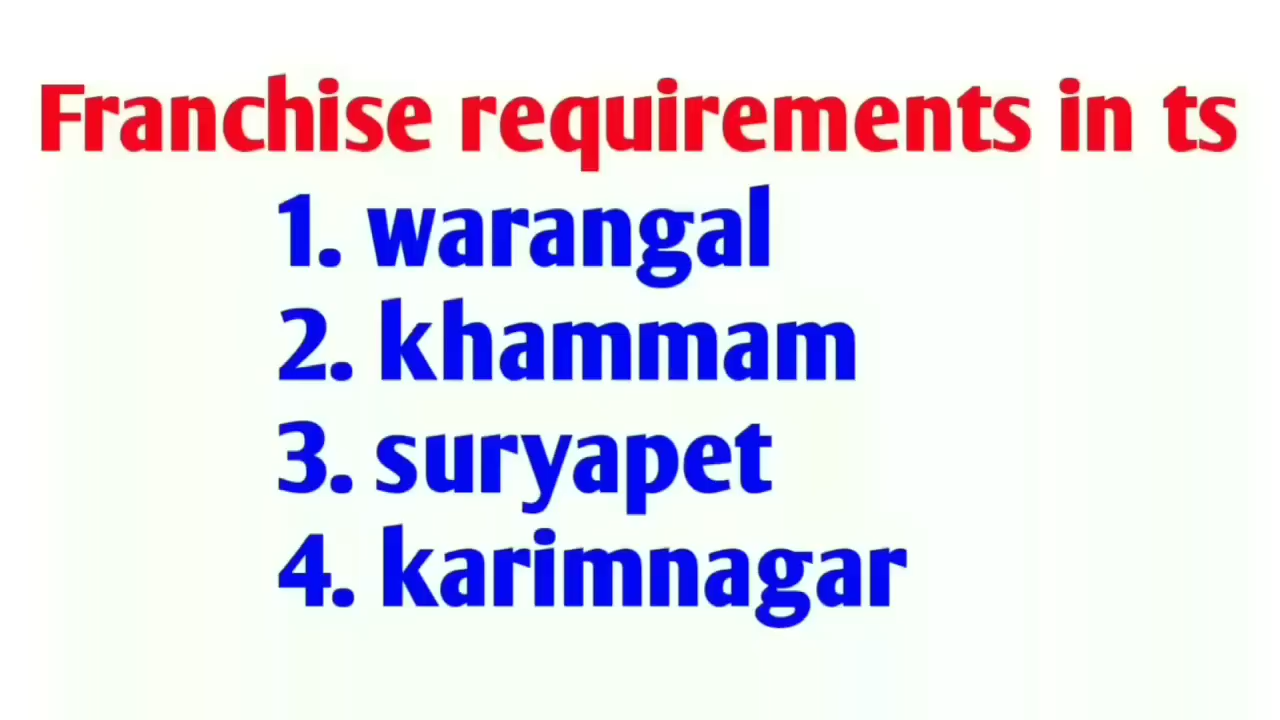 Franchise requirements in ts
1. warangal
2. khammam
3. suryapet
4. karimnagar